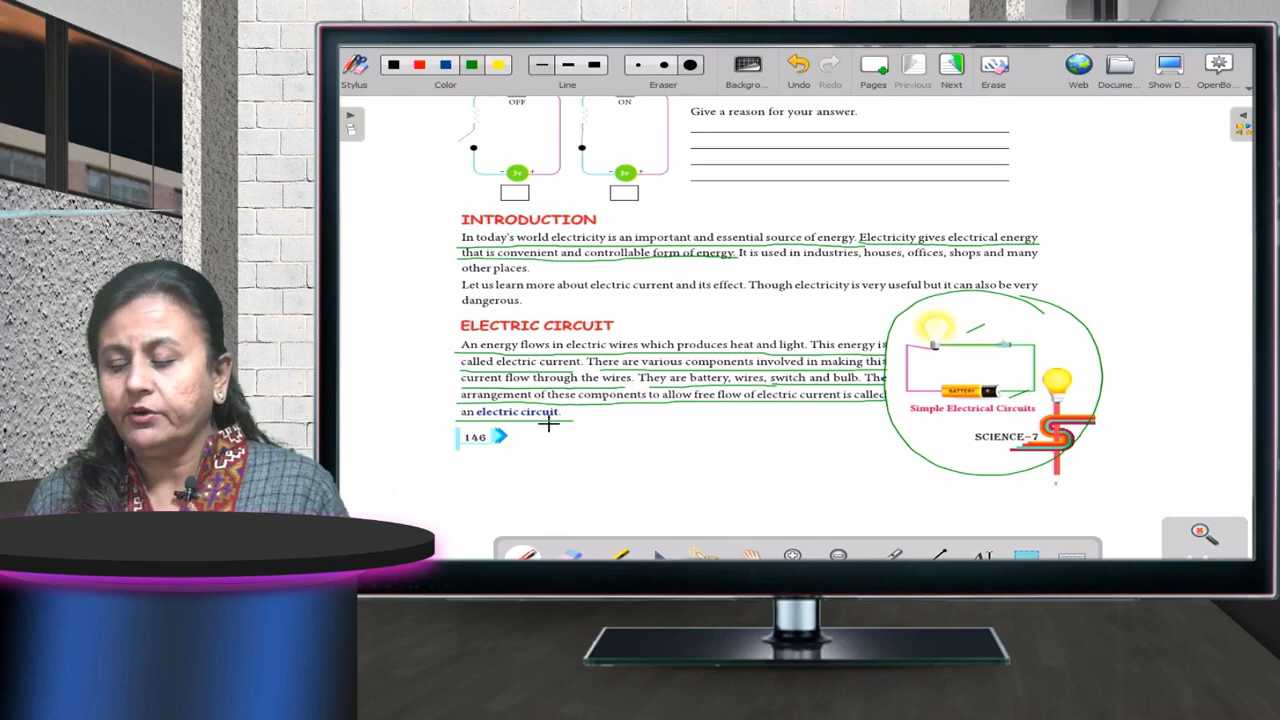 Stylus
Color
Line
Eraser
Backgro...
Undo
Redo
Pages
Previous
Next
Erase
Web
Docume...
Show D...
OpenBo...
OFF
ON
Give a reason for your answer.
INTRODUCTION
In today's world electricity is an important and essential source of energy. Electricity gives electrical energy
that is convenient and controllable form of energy. It is used in industries, houses, offices, shops and many
other places.
Let us learn more about electric current and its effect. Though electricity is very useful but it can also be very
dangerous.
ELECTRIC CIRCUIT
An energy flows in electric wires which produces heat and light. This energy is
called electric current. There are various components involved in making this
current flow through the wires. They are battery, wires, switch and bulb. The
arrangement of these components to allow free flow of electric current is called
an electric circuit.
BATTERY
Simple Electrical Circuits
146
SCIENCE–7